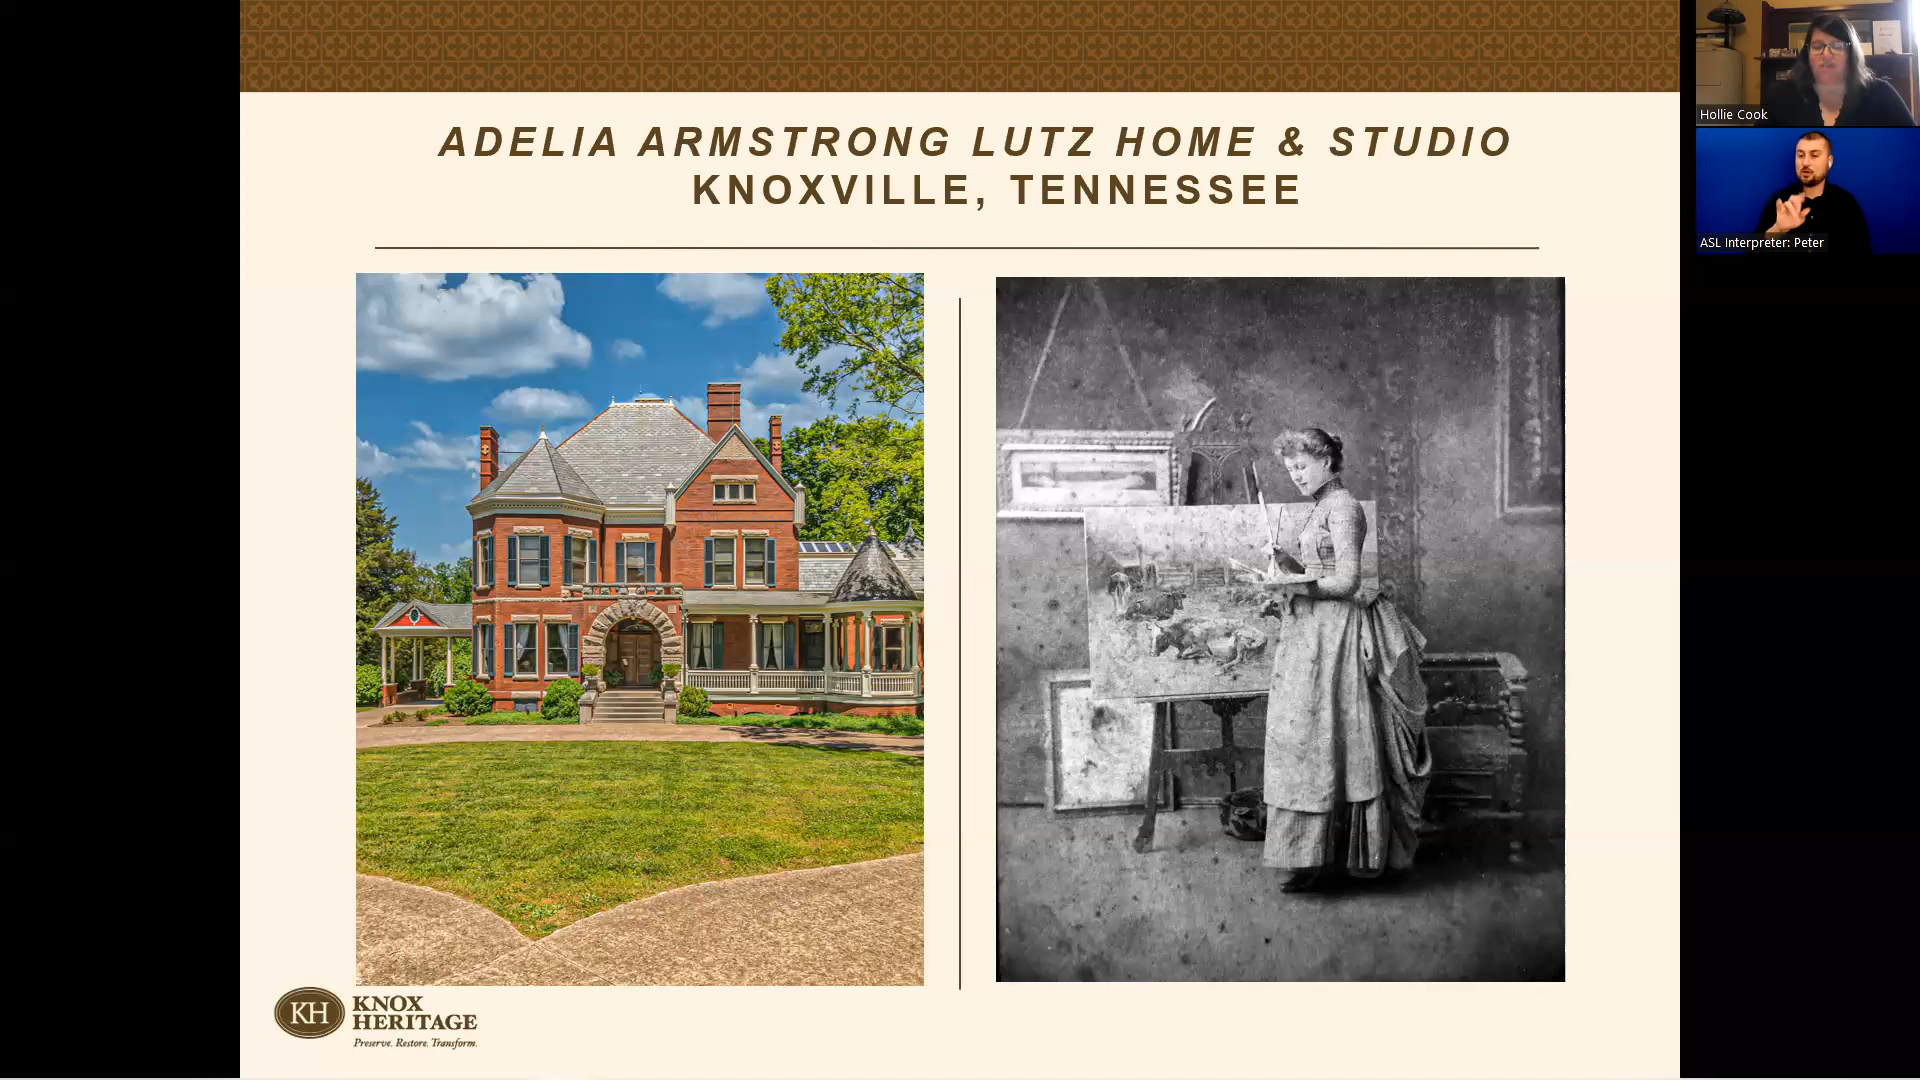 ADELIA ARMSTRONG LUTZ HOME & STUDIO
KNOXVILLE, TENNESSEE
Hollie Cook
ASL Interpreter: Peter
KH
KNOX
HERITAGE
Preserve. Restore. Transform.